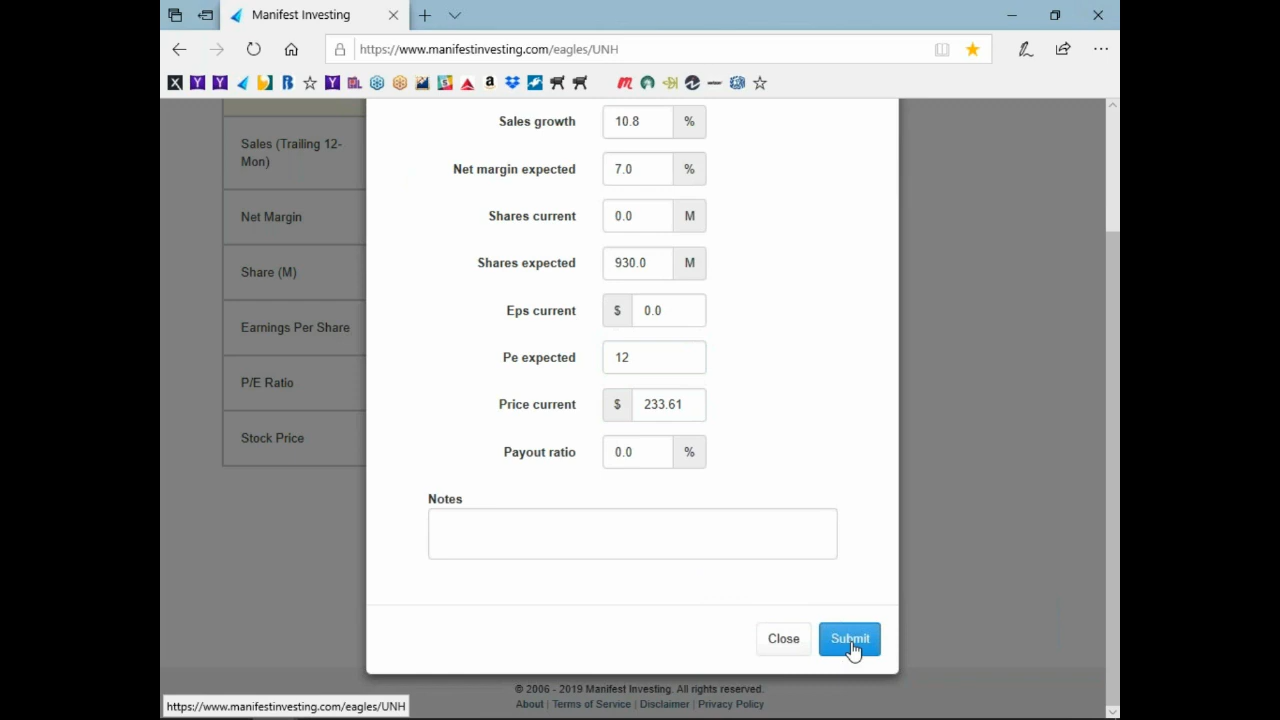 Manifest Investing
https://www.manifestinvesting.com/eagles/UNH
Sales growth 10.8 %
Sales (Trailing 12-
Mon)
Net margin expected 7.0 %
Net Margin
Shares current 0.0 M
Share (M)
Shares expected 930.0 M
Earnings Per Share
Eps current $ 0.0
P/E Ratio
Pe expected 12
Price current $ 233.61
Stock Price
Payout ratio 0.0 %
Notes
Close Submit
© 2006 - 2019 Manifest Investing. All rights reserved.
About | Terms of Service | Disclaimer | Privacy Policy
https://www.manifestinvesting.com/eagles/UNH